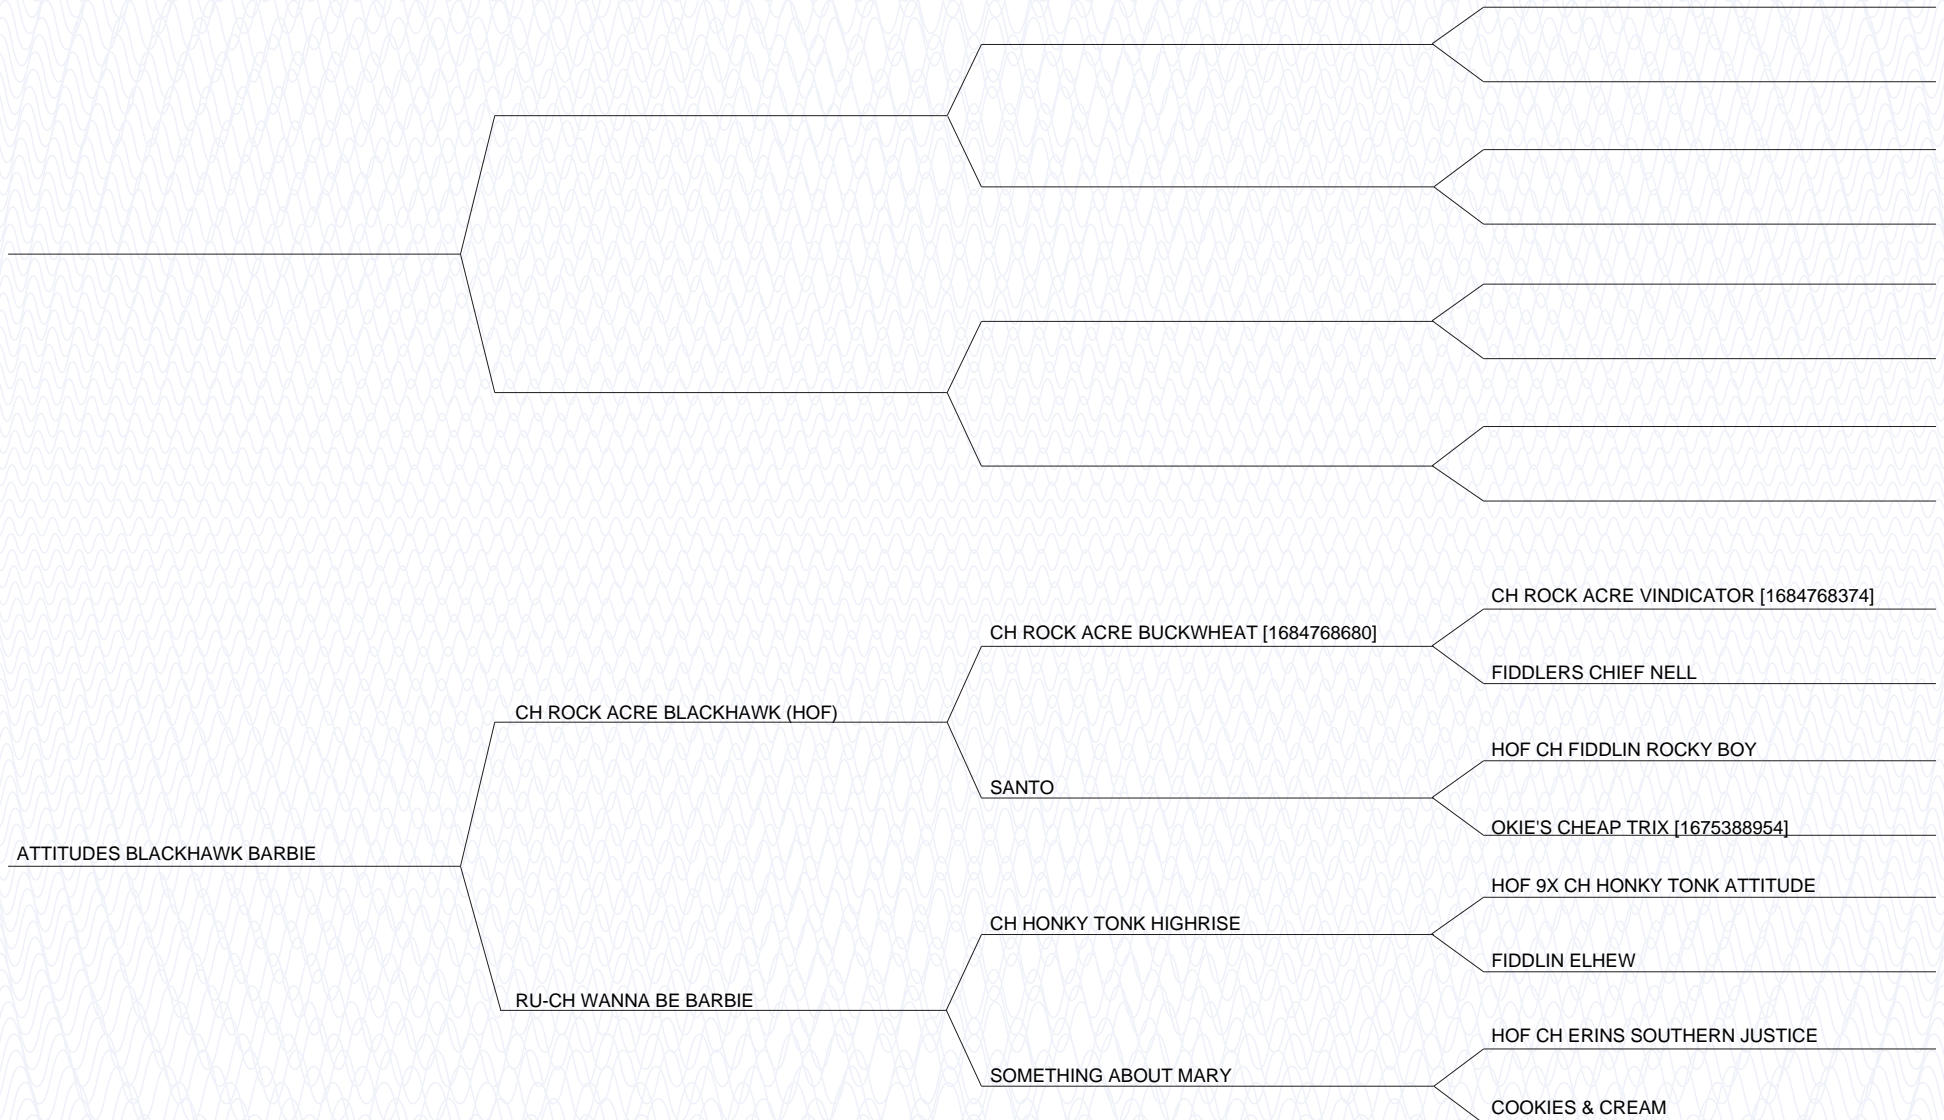 CH ROCK ACRE VINDICATOR [1684768374]
CH ROCK ACRE BUCKWHEAT [1684768680]
FIDDLERS CHIEF NELL
CH ROCK ACRE BLACKHAWK (HOF)
HOF CH FIDDLIN ROCKY BOY
SANTO
OKIE'S CHEAP TRIX [1675388954]
ATTITUDES BLACKHAWK BARBIE
HOF 9X CH HONKY TONK ATTITUDE
CH HONKY TONK HIGHRISE
FIDDLIN ELHEW
RU-CH WANNA BE BARBIE
HOF CH ERINS SOUTHERN JUSTICE
SOMETHING ABOUT MARY
COOKIES & CREAM